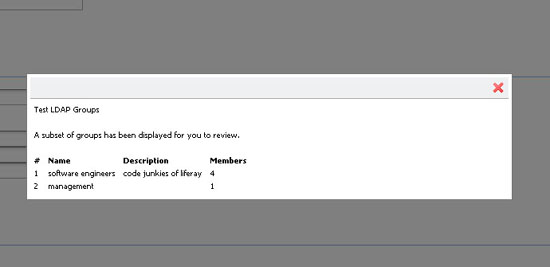 Test LDAP Groups
A subset of groups has been displayed for you to review.
# Name Description Members
1 software engineers code junkies of liferay 4
2 management 1